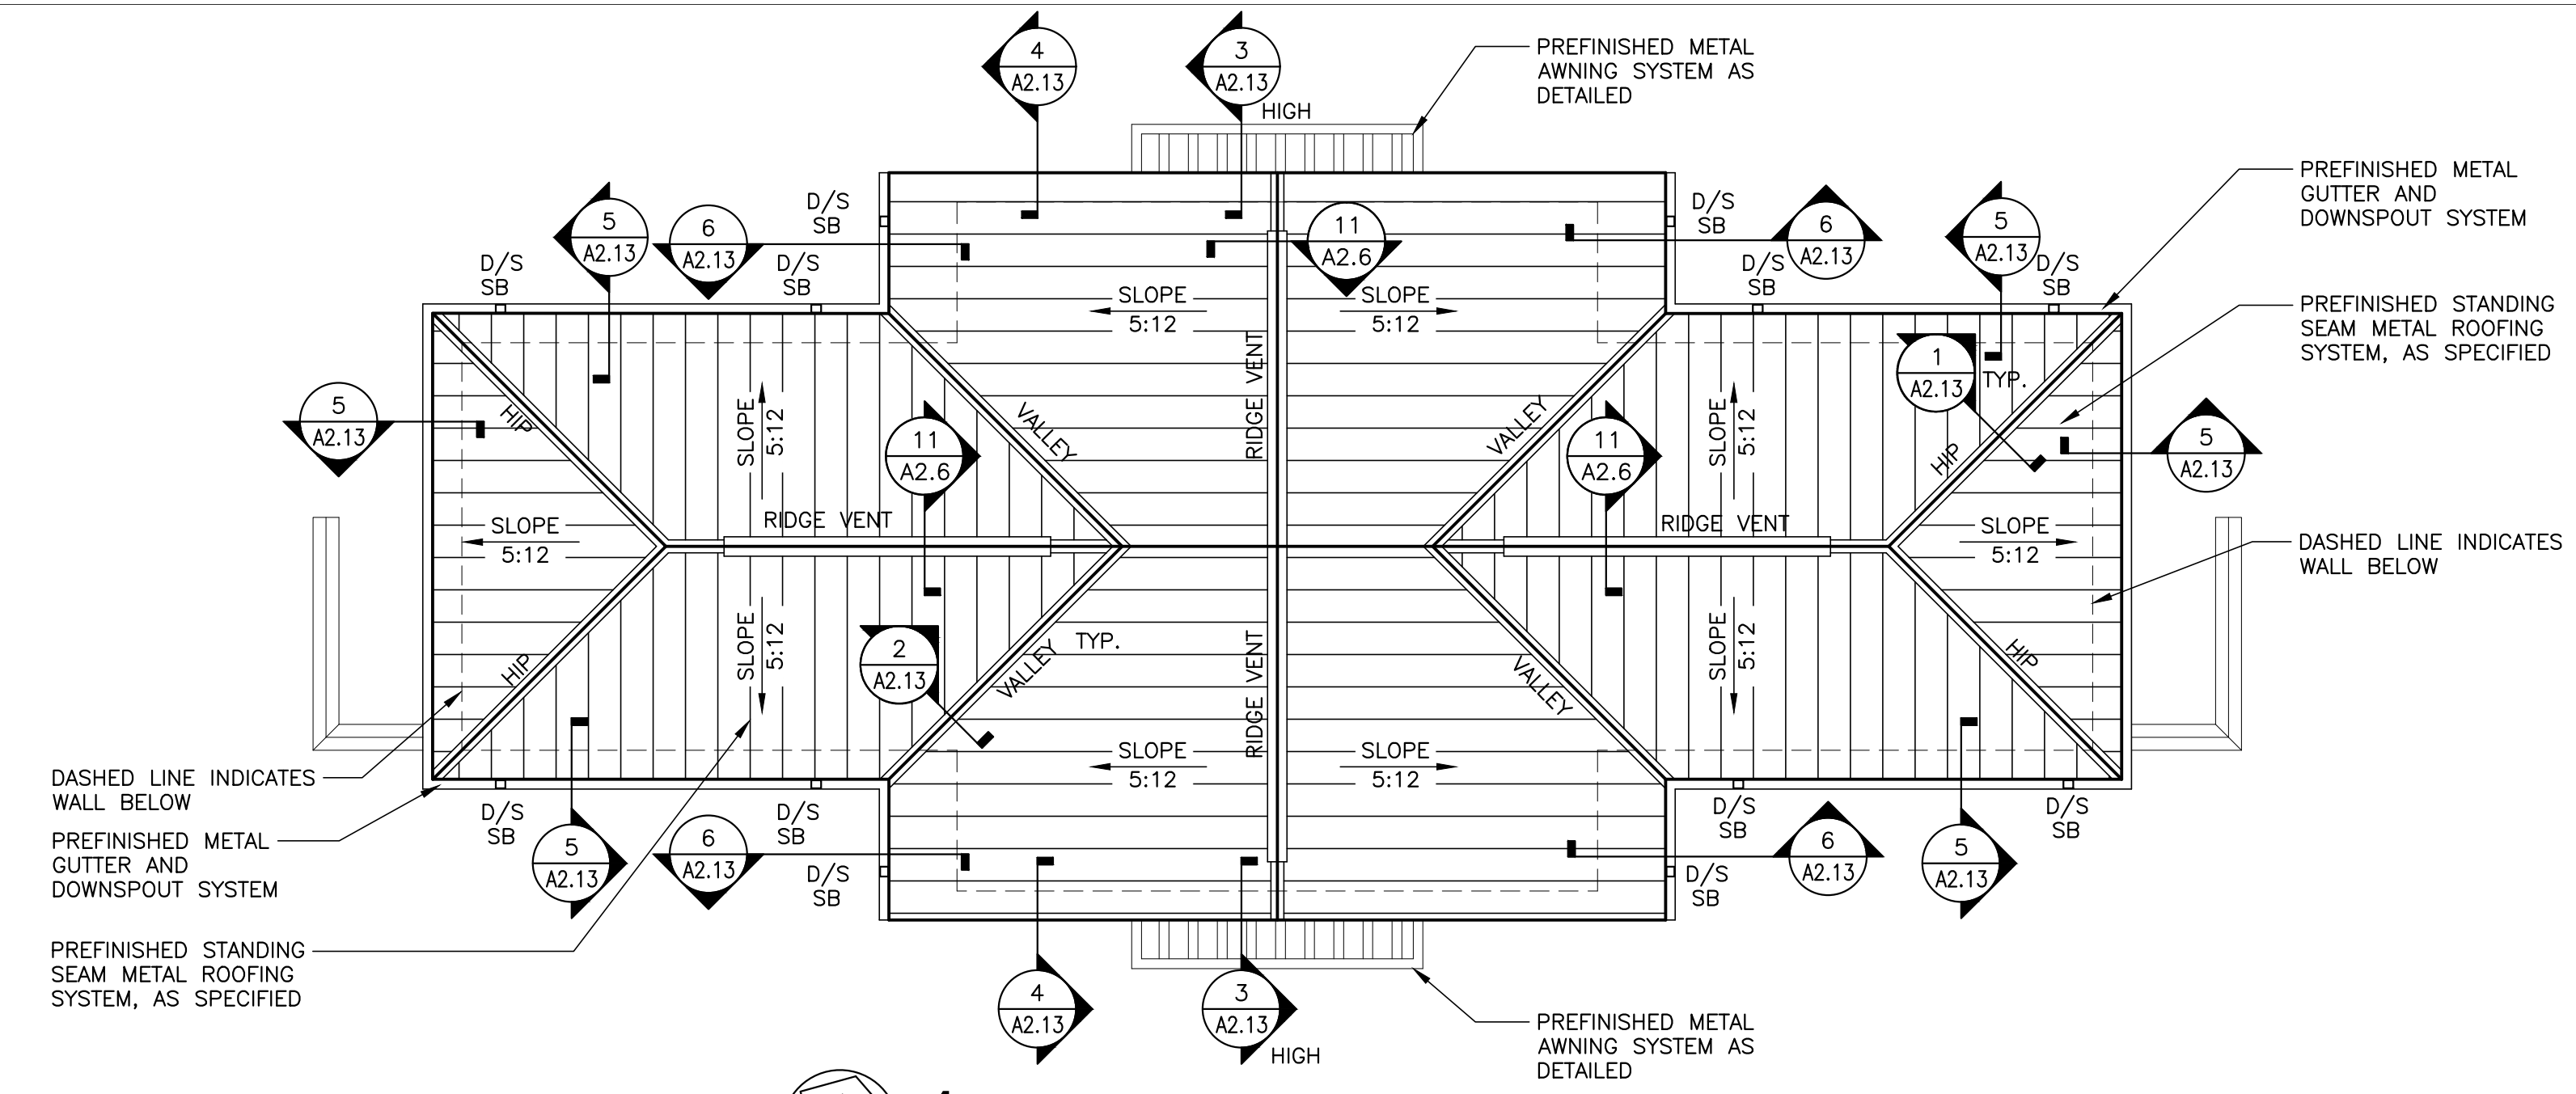 4
A2.13
3
A2.13
HIGH
PREFINISHED METAL
AWNING SYSTEM AS
DETAILED
PREFINISHED METAL
GUTTER AND
DOWNSPOUT SYSTEM
D/S
SB
5
A2.13
6
A2.13
11
A2.6
D/S
SB
6
A2.13
5
A2.13
D/S
SB
D/S
SB
D/S
SB
D/S
SB
SLOPE
5:12
SLOPE
5:12
PREFINISHED STANDING
SEAM METAL ROOFING
SYSTEM, AS SPECIFIED
1
A2.13
TYP.
5
A2.13
HIP
SLOPE
5:12
11
A2.6
VALLEY
RIDGE VENT
VALLEY
11
A2.6
SLOPE
5:12
HIP
5
A2.13
SLOPE
5:12
RIDGE VENT
RIDGE VENT
SLOPE
5:12
DASHED LINE INDICATES
WALL BELOW
HIP
SLOPE
5:12
2
A2.13
VALLEY
TYP.
RIDGE VENT
VALLEY
SLOPE
5:12
HIP
SLOPE
5:12
SLOPE
5:12
DASHED LINE INDICATES
WALL BELOW
D/S
SB
D/S
SB
D/S
SB
D/S
SB
PREFINISHED METAL
GUTTER AND
DOWNSPOUT SYSTEM
5
A2.13
6
A2.13
D/S
SB
D/S
SB
6
A2.13
5
A2.13
PREFINISHED STANDING
SEAM METAL ROOFING
SYSTEM, AS SPECIFIED
4
A2.13
3
A2.13
HIGH
PREFINISHED METAL
AWNING SYSTEM AS
DETAILED